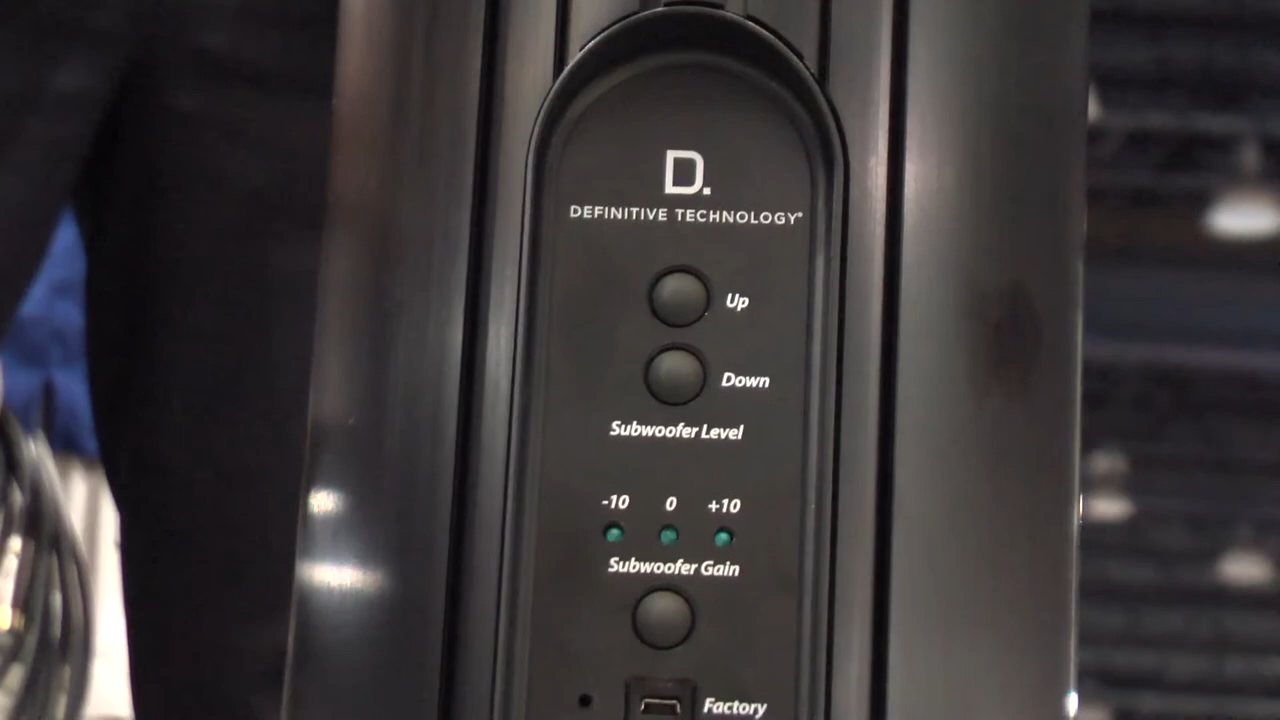 D.
DEFINITIVE TECHNOLOGY®
Up
Down
Subwoofer Level
-10 0 +10
Subwoofer Gain
Factory